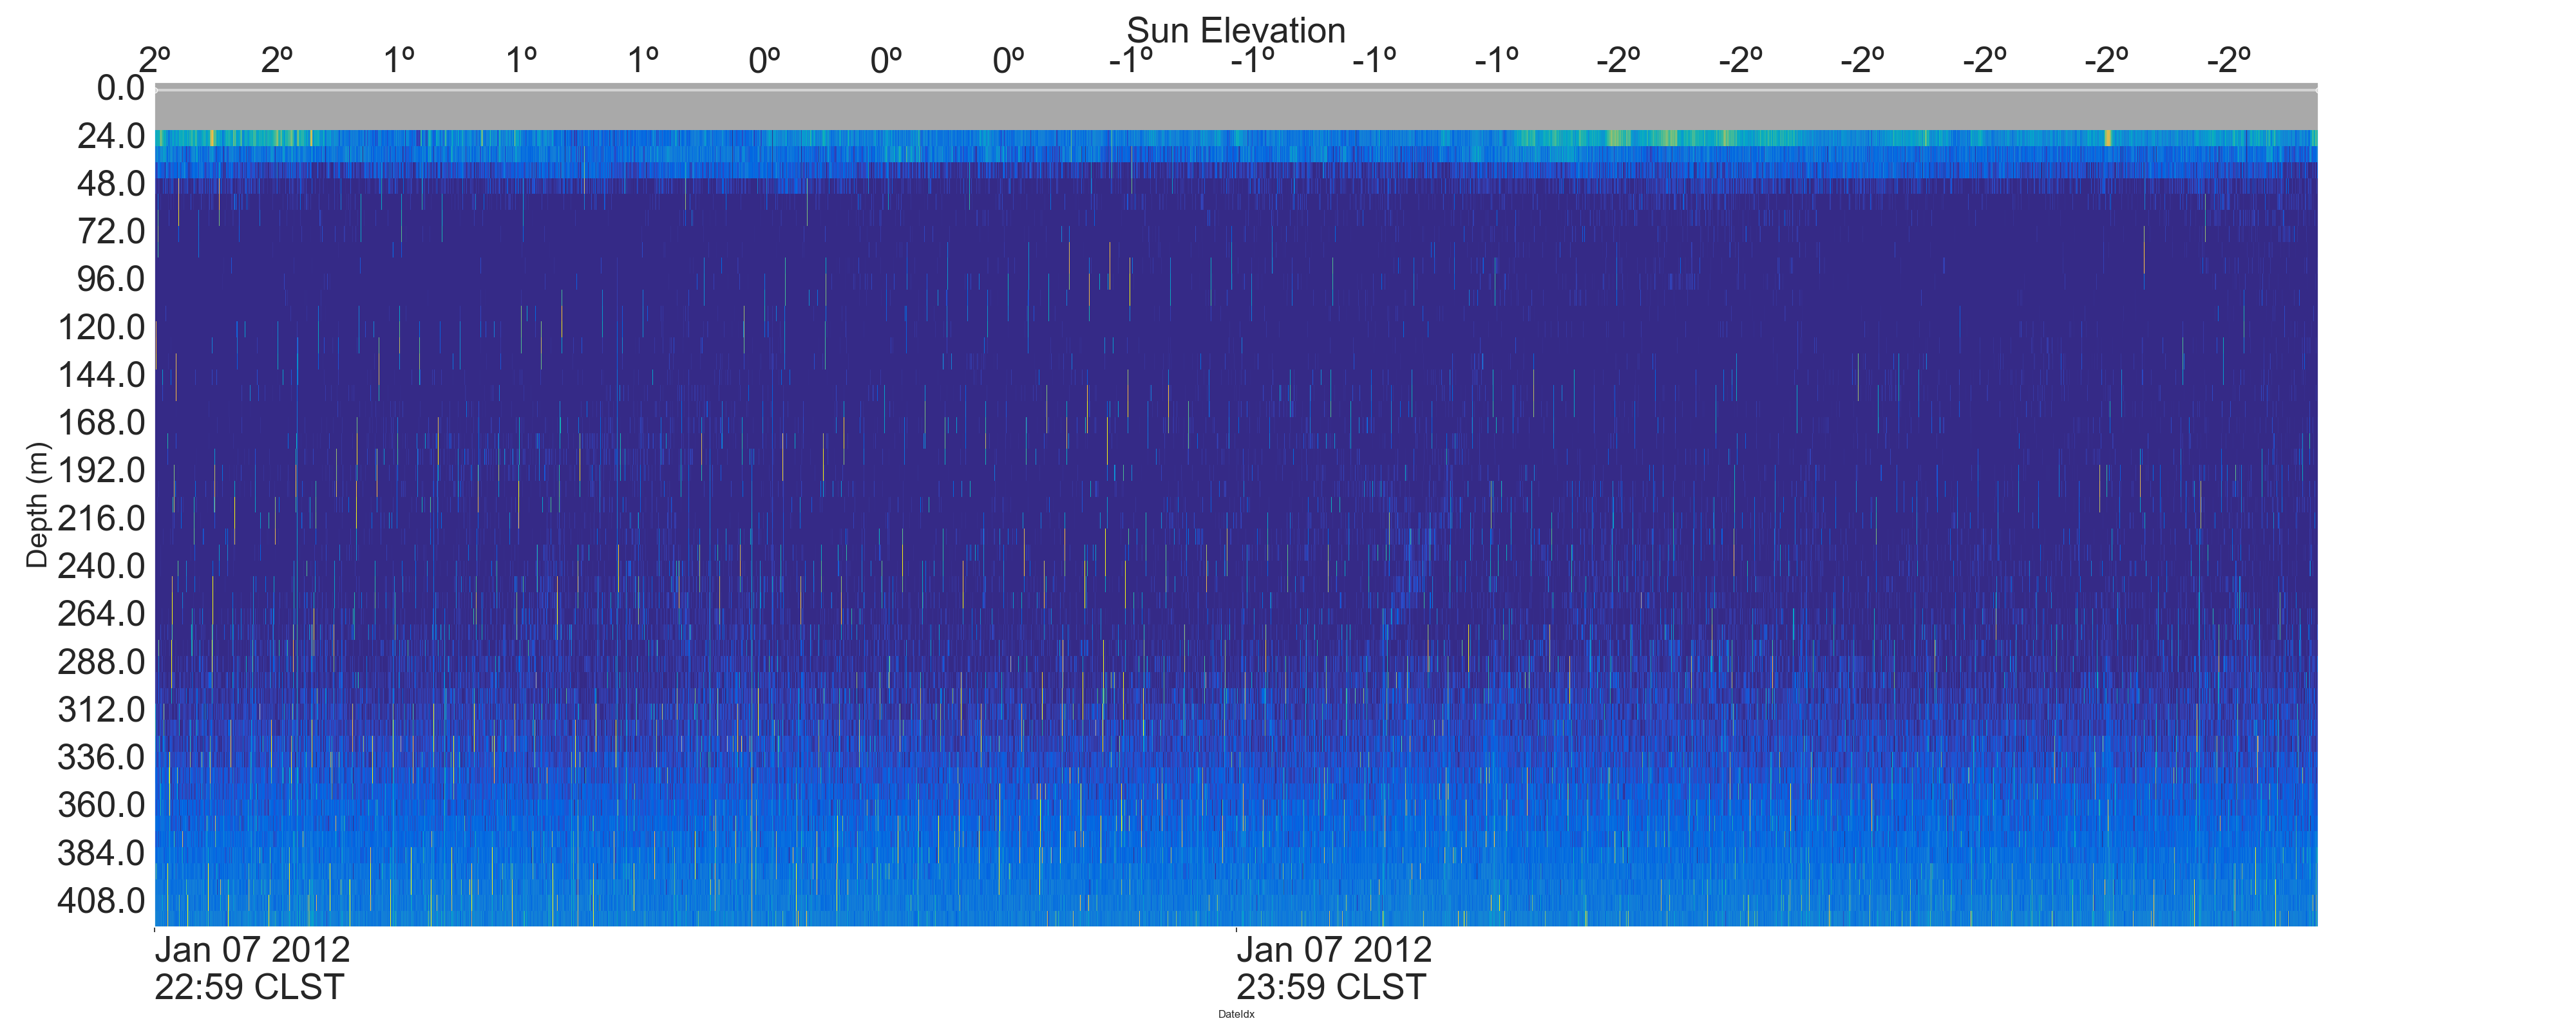 Sun Elevation
2º 2º 1º 1º 1º 0º 0º 0º -1º -1º -1º -1º -2º -2º -2º -2º -2º -2º
0.0
24.0
48.0
72.0
96.0
120.0
144.0
168.0
192.0
216.0
240.0
264.0
288.0
312.0
336.0
360.0
384.0
408.0
Depth (m)
Jan 07 2012
22:59 CLST
Jan 07 2012
23:59 CLST
DateIdx